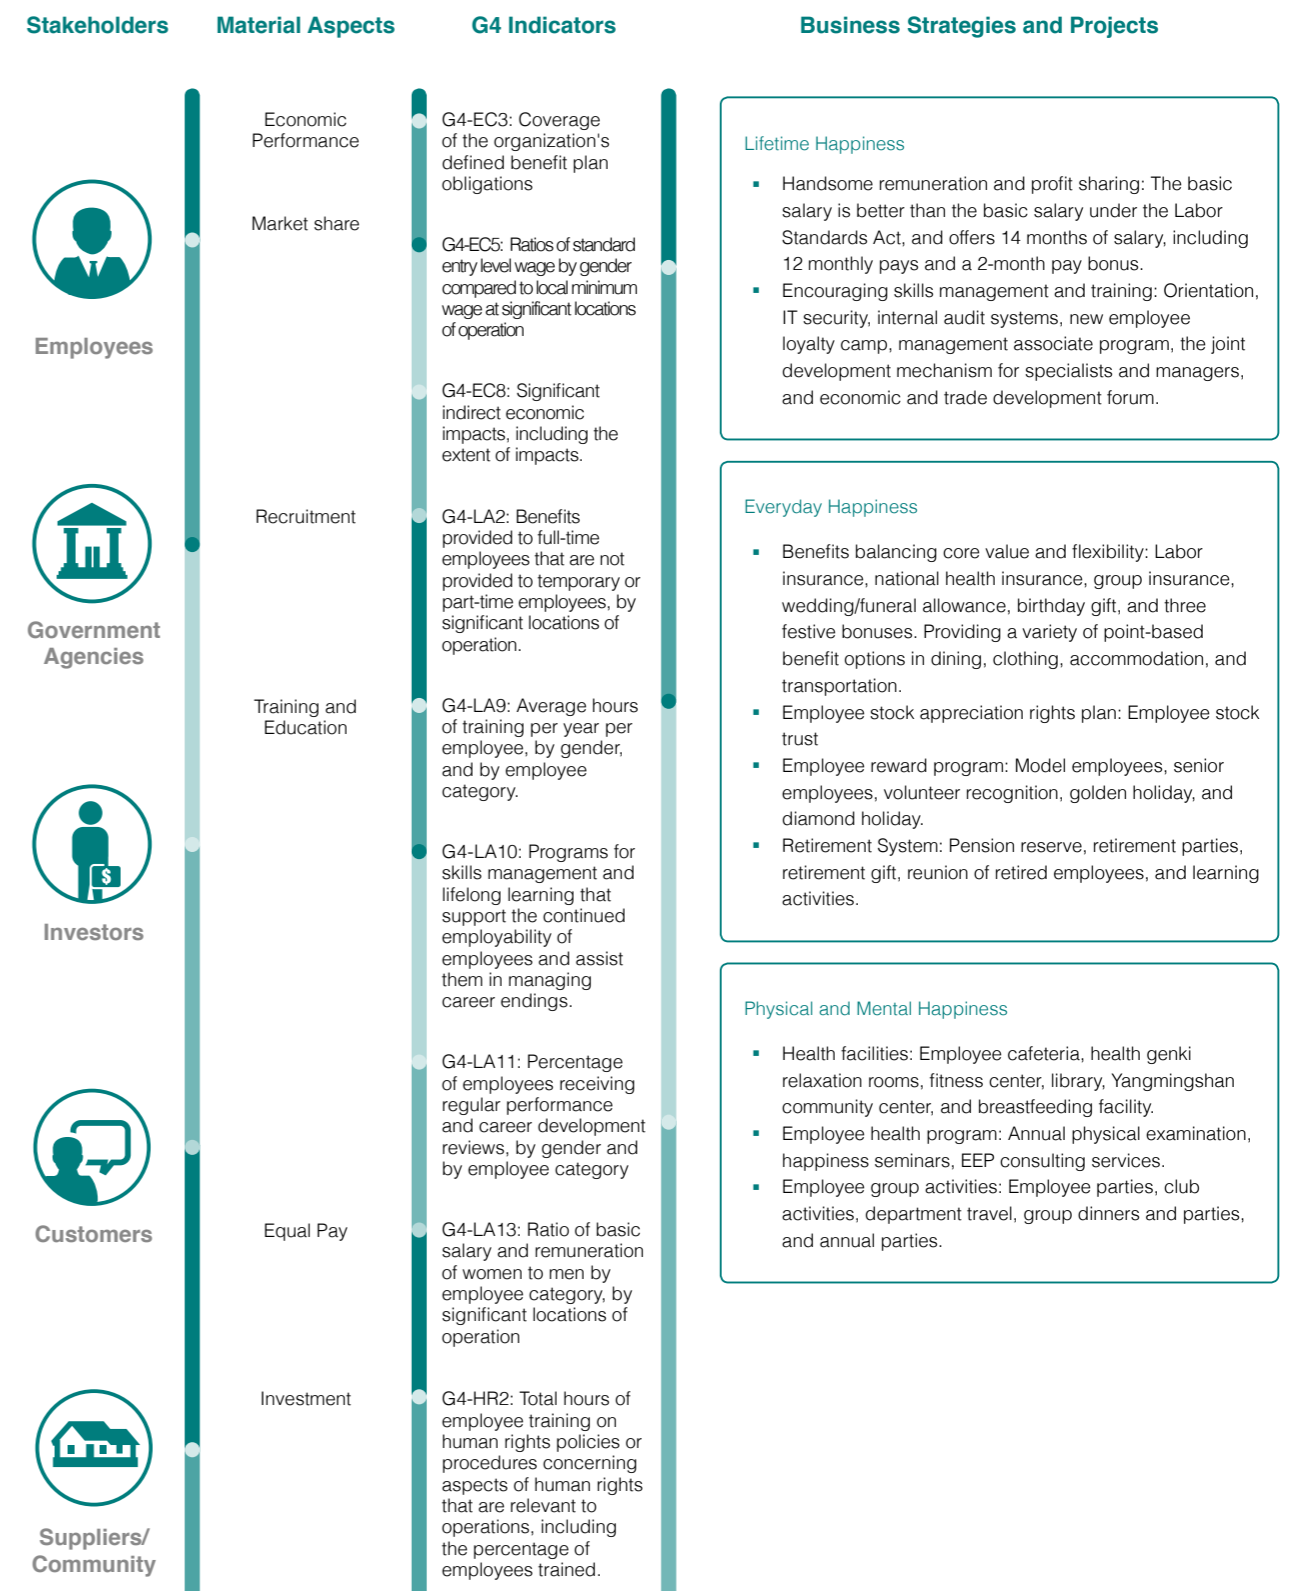 Stakeholders
Material Aspects
G4 Indicators
Business Strategies and Projects
Employees
Government
Agencies
Investors
$
Customers
Suppliers/
Community
Economic
Performance
Market share
Recruitment
Training and
Education
Equal Pay
Investment
G4-EC3: Coverage
of the organization's
defined benefit plan
obligations
G4-EC5: Ratios of standard
entry level wage by gender
compared to local minimum
wage at significant locations
of operation
G4-EC8: Significant
indirect economic
impacts, including the
extent of impacts.
G4-LA2: Benefits
provided to full-time
employees that are not
provided to temporary or
part-time employees, by
significant locations of
operation.
G4-LA9: Average hours
of training per year per
employee, by gender,
and by employee
category.
G4-LA10: Programs for
skills management and
lifelong learning that
support the continued
employability of
employees and assist
them in managing
career endings.
G4-LA11: Percentage
of employees receiving
regular performance
and career development
reviews, by gender and
by employee category
G4-LA13: Ratio of basic
salary and remuneration
of women to men by
employee category, by
significant locations of
operation
G4-HR2: Total hours of
employee training on
human rights policies or
procedures concerning
aspects of human rights
that are relevant to
operations, including
the percentage of
employees trained.
Lifetime Happiness
▪ Handsome remuneration and profit sharing: The basic
salary is better than the basic salary under the Labor
Standards Act, and offers 14 months of salary, including
12 monthly pays and a 2-month pay bonus.
▪ Encouraging skills management and training: Orientation,
IT security, internal audit systems, new employee
loyalty camp, management associate program, the joint
development mechanism for specialists and managers,
and economic and trade development forum.
Everyday Happiness
▪ Benefits balancing core value and flexibility: Labor
insurance, national health insurance, group insurance,
wedding/funeral allowance, birthday gift, and three
festive bonuses. Providing a variety of point-based
benefit options in dining, clothing, accommodation, and
transportation.
▪ Employee stock appreciation rights plan: Employee stock
trust
▪ Employee reward program: Model employees, senior
employees, volunteer recognition, golden holiday, and
diamond holiday.
▪ Retirement System: Pension reserve, retirement parties,
retirement gift, reunion of retired employees, and learning
activities.
Physical and Mental Happiness
▪ Health facilities: Employee cafeteria, health genki
relaxation rooms, fitness center, library, Yangmingshan
community center, and breastfeeding facility.
▪ Employee health program: Annual physical examination,
happiness seminars, EEP consulting services.
▪ Employee group activities: Employee parties, club
activities, department travel, group dinners and parties,
and annual parties.